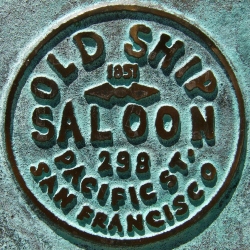 OLD SHIP
1851
SALOON
298
PACIFIC ST.
SAN FRANCISCO